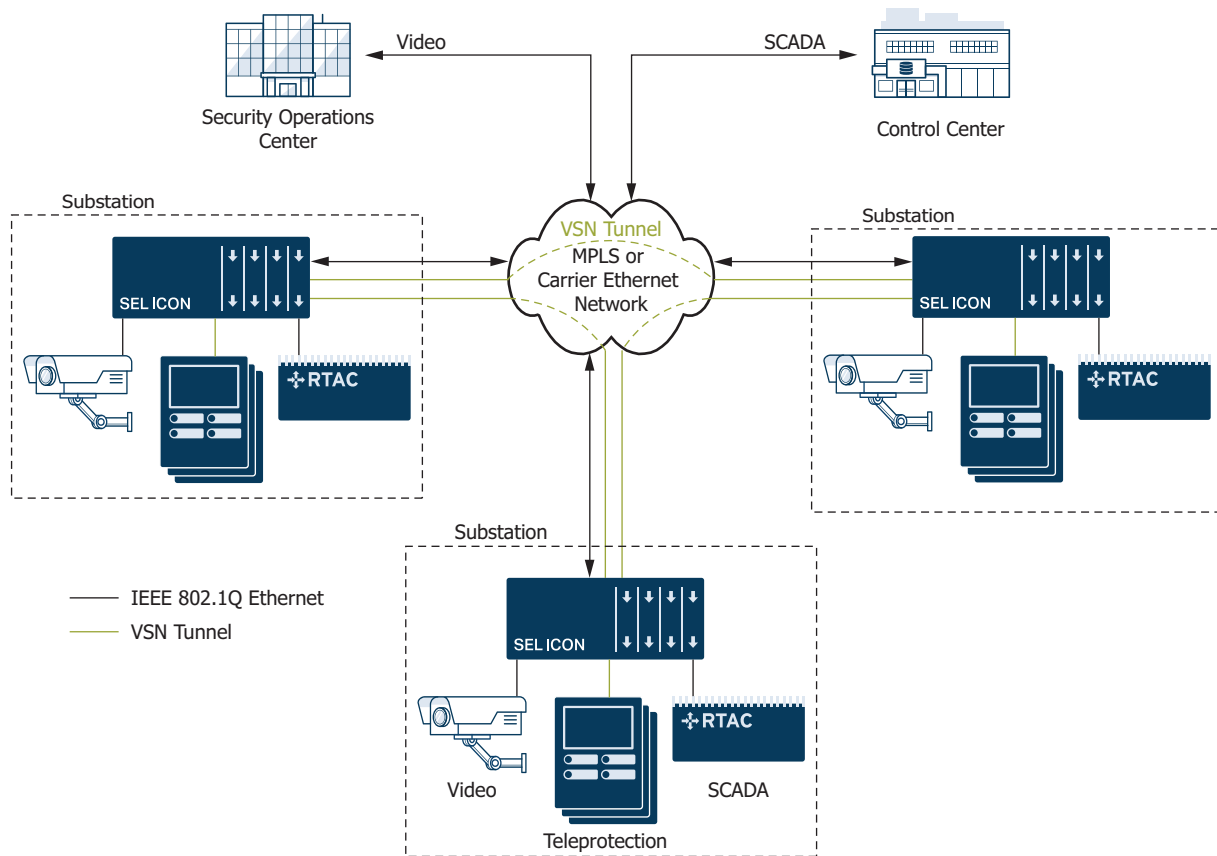 Video
SCADA
Security Operations
Center
Control Center
Substation
Substation
VSN Tunnel
MPLS or
Carrier Ethernet
Network
SEL ICON
SEL ICON
RTAC
RTAC
Substation
IEEE 802.1Q Ethernet
VSN Tunnel
SEL ICON
RTAC
Video
SCADA
Teleprotection